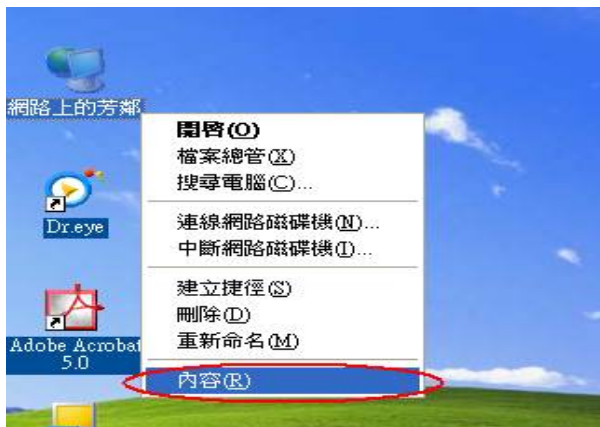 網路上的芳鄰
Dr.eye
Adobe Acrobat
5.0
開啓(O)
檔案總管(X)
搜尋電腦(C)...
連線網路磁碟機(N)...
中斷網路磁碟機(I)...
建立捷徑(S)
刪除(D)
重新命名(M)
內容(R)